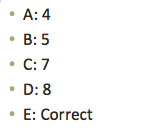 • A: 4
• B: 5
• C: 7
• D: 8
• E: Correct